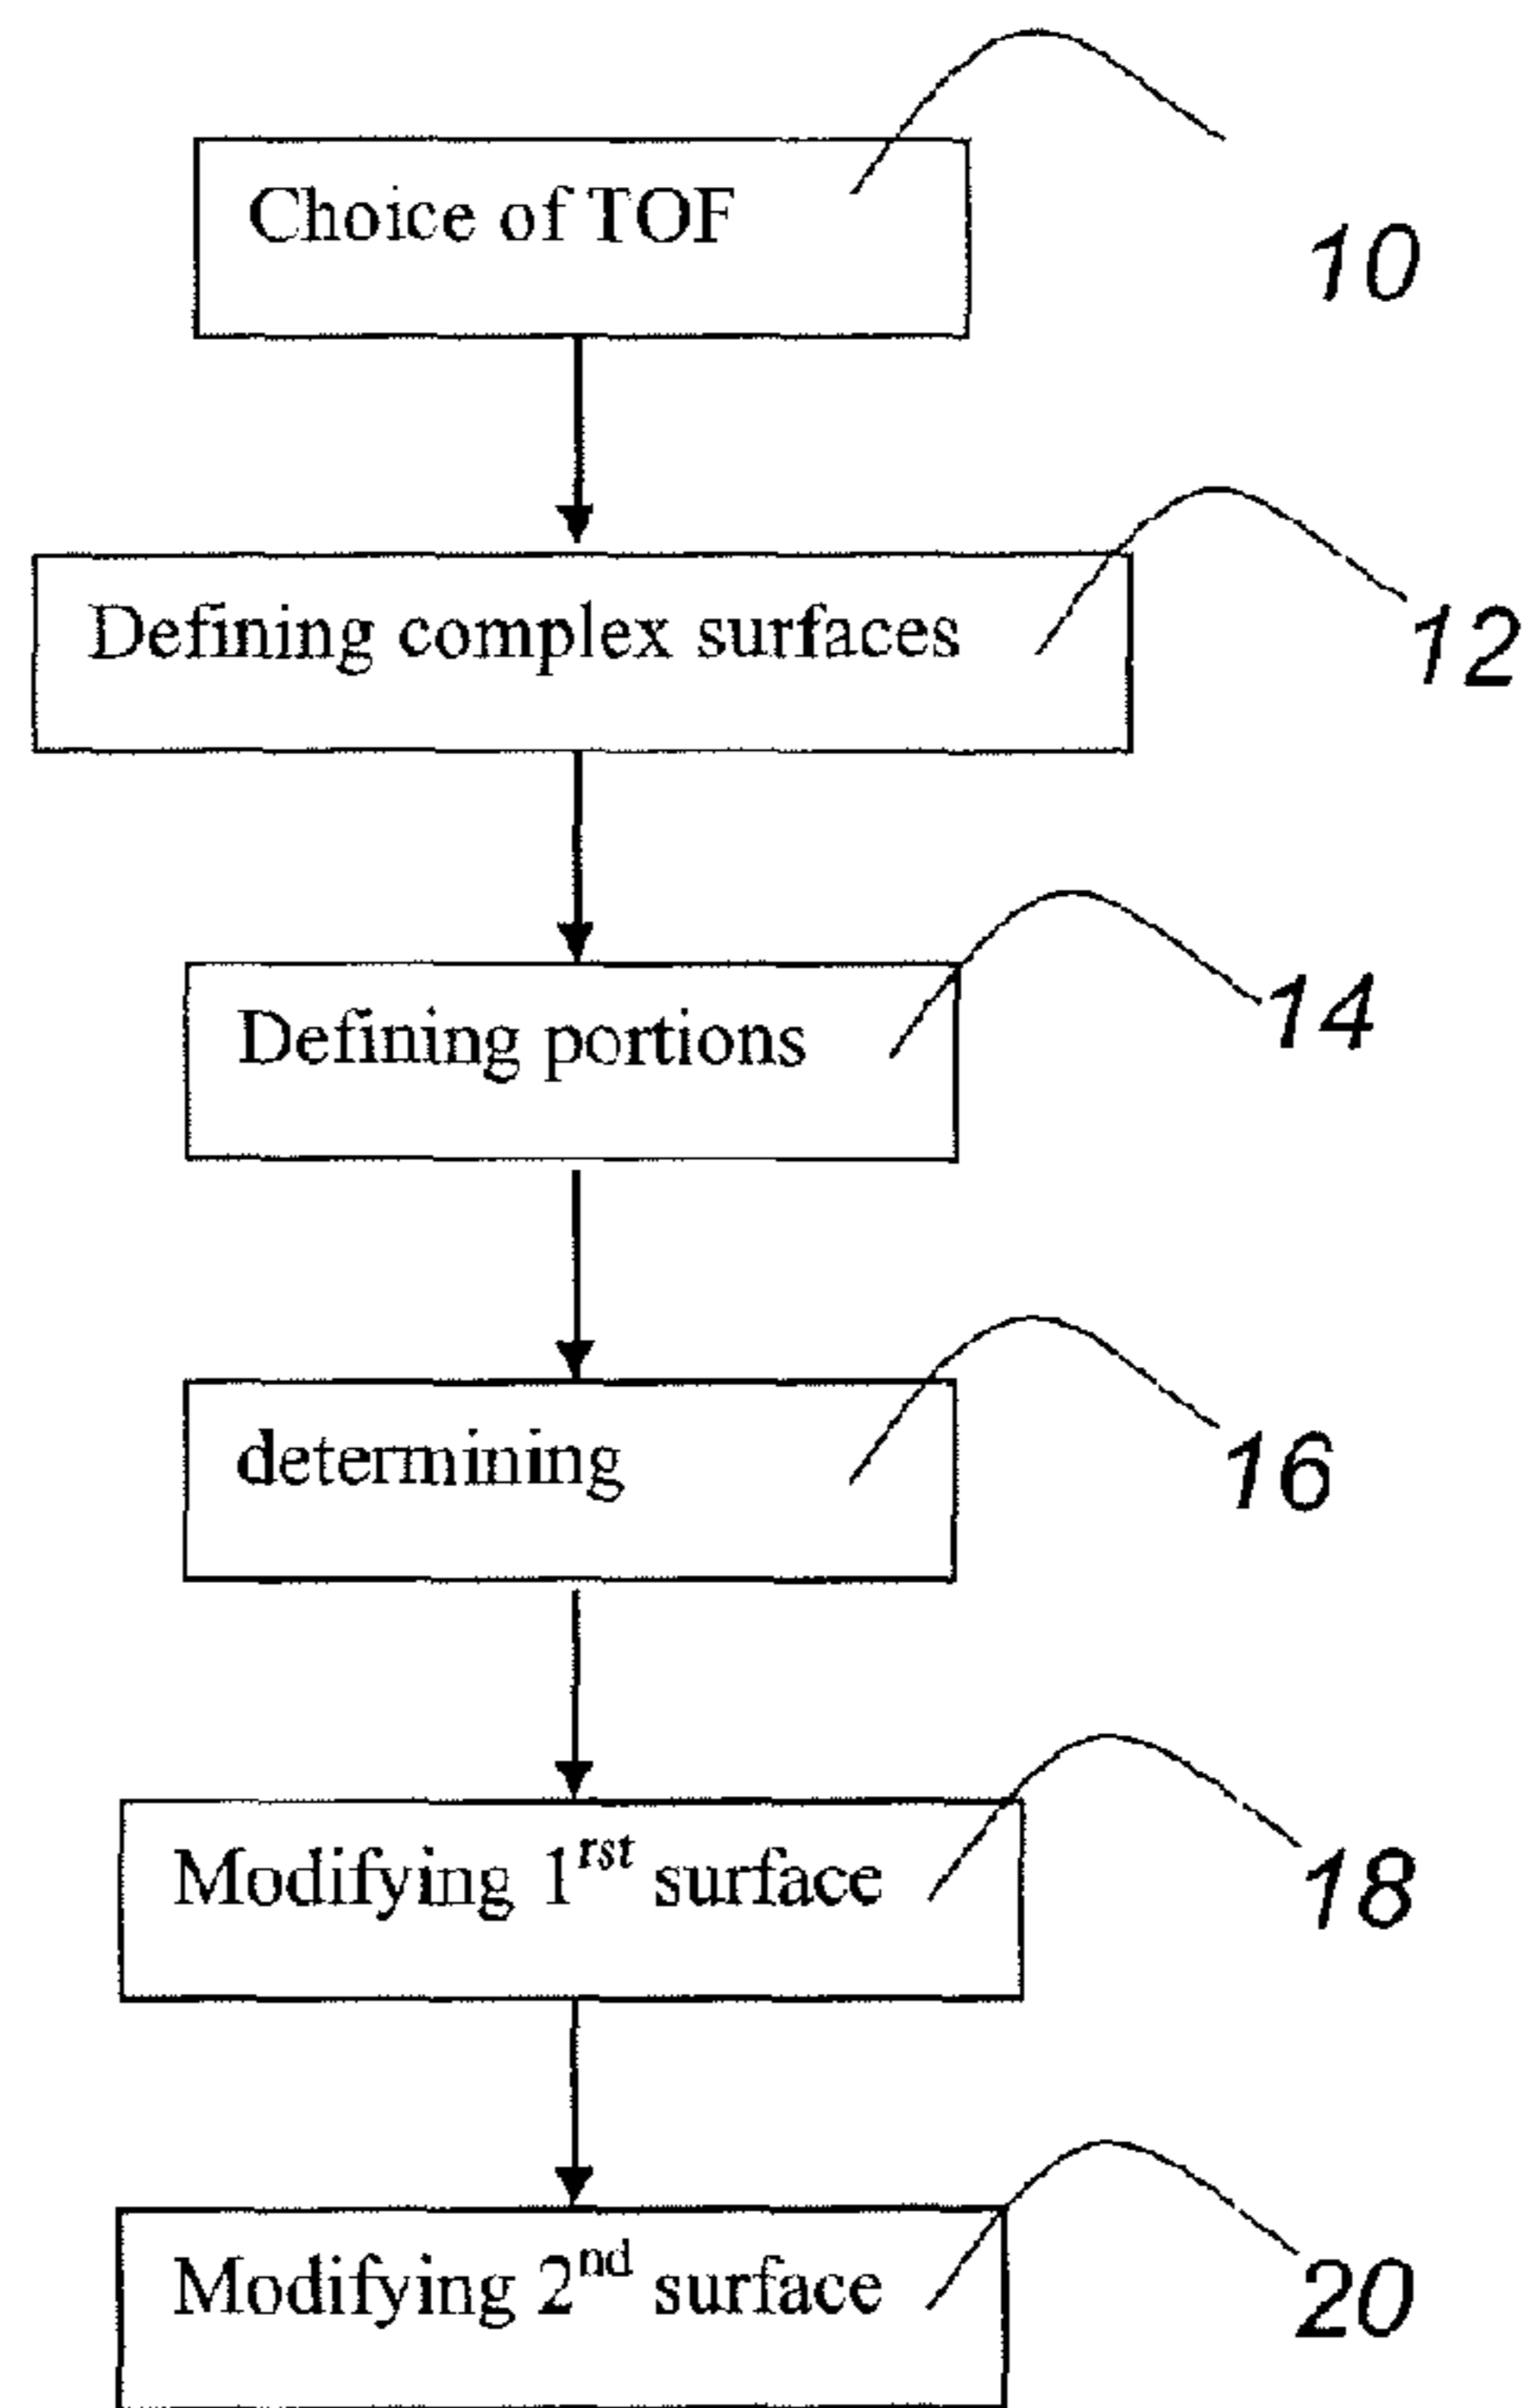 Choice of TOF
10
Defining complex surfaces
12
Defining portions
14
determining
16
Modifying 1rst surface
18
Modifying 2nd surface
20